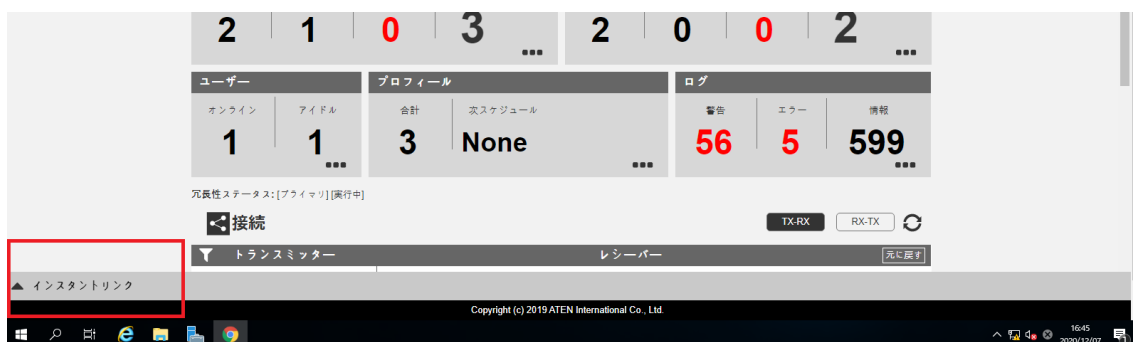 2 1 0 3 2 0 0 2
ユーザー プロフィール ログ
オンライン アイドル 合計 次スケジュール 警告 エラー 情報
1 1 3 None 56 5 599
冗長性ステータス: [プライマリ] [実行中]
接続 TX-RX RX-TX
トランスミッター レシーバー 元に戻す
インスタントリンク
Copyright (c) 2019 ATEN International Co., Ltd.
16:45
2020/12/07